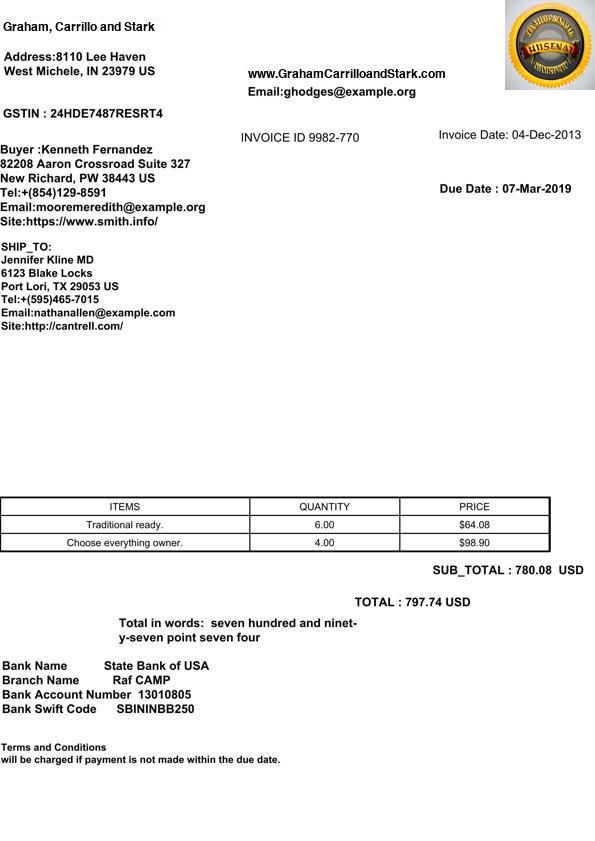 Graham, Carrillo and Stark
Address:8110 Lee Haven
West Michele, IN 23979 US
www.GrahamCarrilloandStark.com
Email:ghodges@example.org
HUSENAT
GSTIN : 24HDE7487RESRT4
INVOICE ID 9982-770
Invoice Date: 04-Dec-2013
Buyer :Kenneth Fernandez
82208 Aaron Crossroad Suite 327
New Richard, PW 38443 US
Tel:+(854)129-8591
Email:mooremeredith@example.org
Site:https://www.smith.info/
Due Date : 07-Mar-2019
SHIP_TO:
Jennifer Kline MD
6123 Blake Locks
Port Lori, TX 29053 US
Tel:+(595)465-7015
Email:nathanallen@example.com
Site:http://cantrell.com/
ITEMS QUANTITY PRICE
Traditional ready. 6.00 $64.08
Choose everything owner. 4.00 $98.90
SUB_TOTAL : 780.08 USD
TOTAL : 797.74 USD
Total in words: seven hundred and ninet-
y-seven point seven four
Bank Name State Bank of USA
Branch Name Raf CAMP
Bank Account Number 13010805
Bank Swift Code SBININBB250
Terms and Conditions
will be charged if payment is not made within the due date.